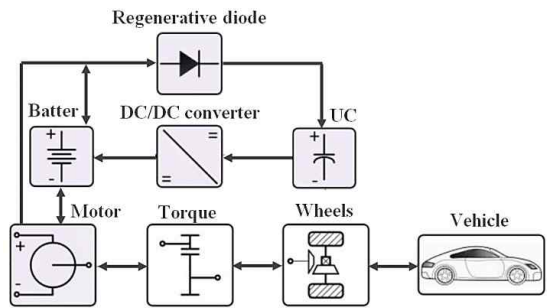 Regenerative diode
Batter DC/DC converter UC
+ = +
- = -
Motor Torque Wheels Vehicle
+
-